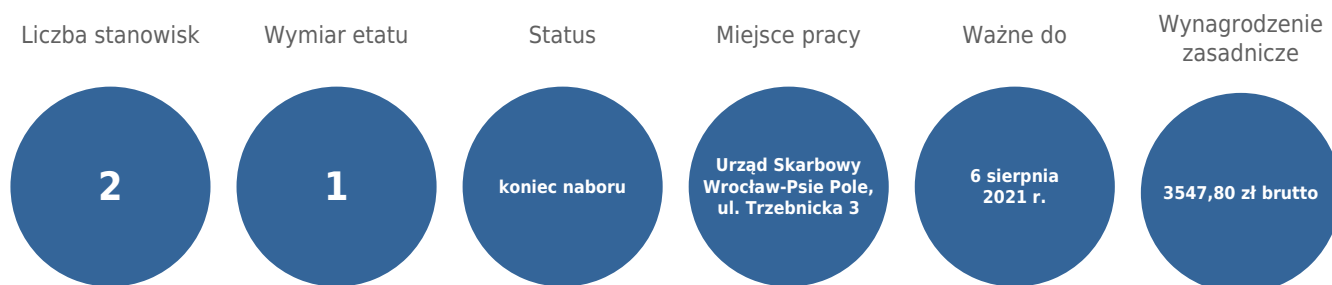 Liczba stanowisk
Wymiar etatu
Status
Miejsce pracy
Ważne do
Wynagrodzenie
zasadnicze
2
1
koniec naboru
Urząd Skarbowy
Wrocław-Psie Pole,
ul. Trzebnicka 3
6 sierpnia
2021 r.
3547,80 zł brutto